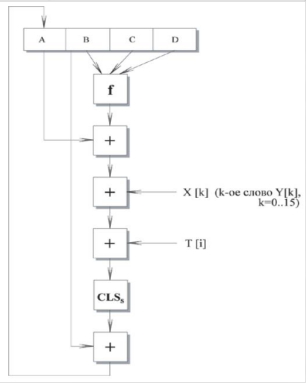 A B C D
f
+
+
X [k] (k-ое слово Y[k],
k=0..15)
+
T [i]
CLSs
+